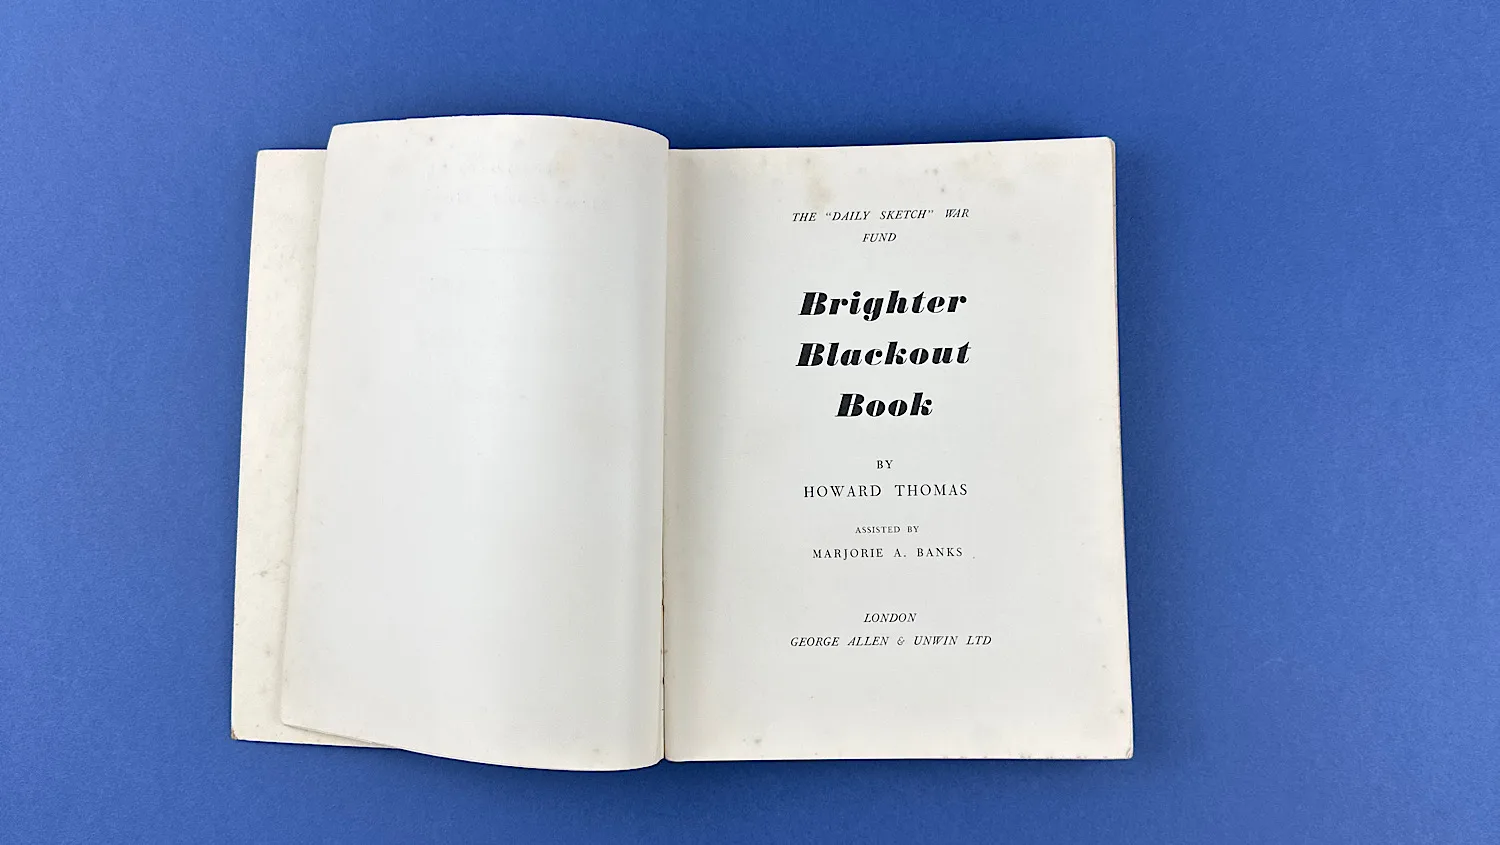 THE "DAILY SKETCH" WAR
FUND
Brighter
Blackout
Book
BY
HOWARD THOMAS
ASSISTED BY
MARJORIE A. BANKS
LONDON
GEORGE ALLEN & UNWIN LTD